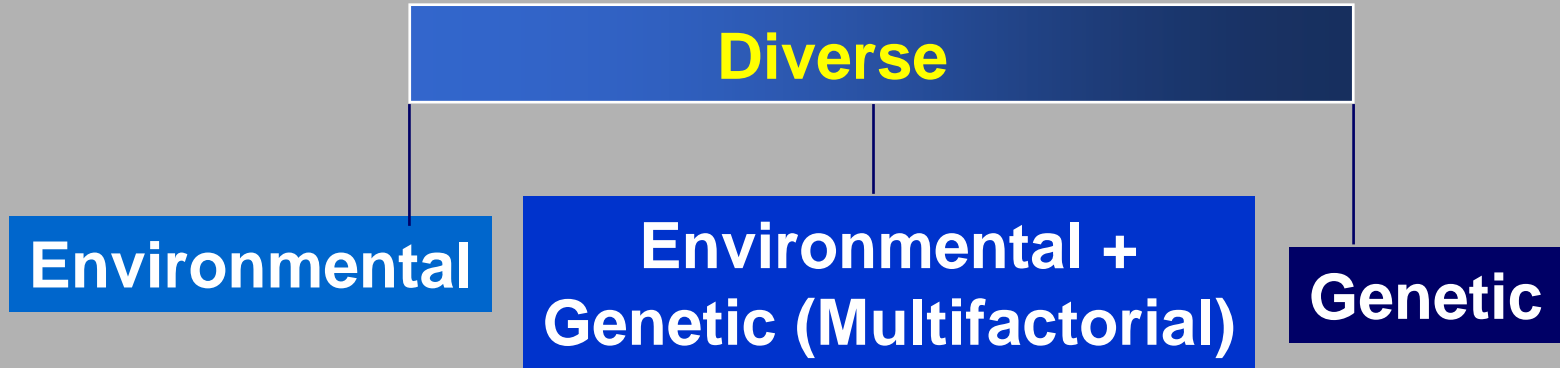 Diverse
Environmental
Environmental +
Genetic (Multifactorial)
Genetic